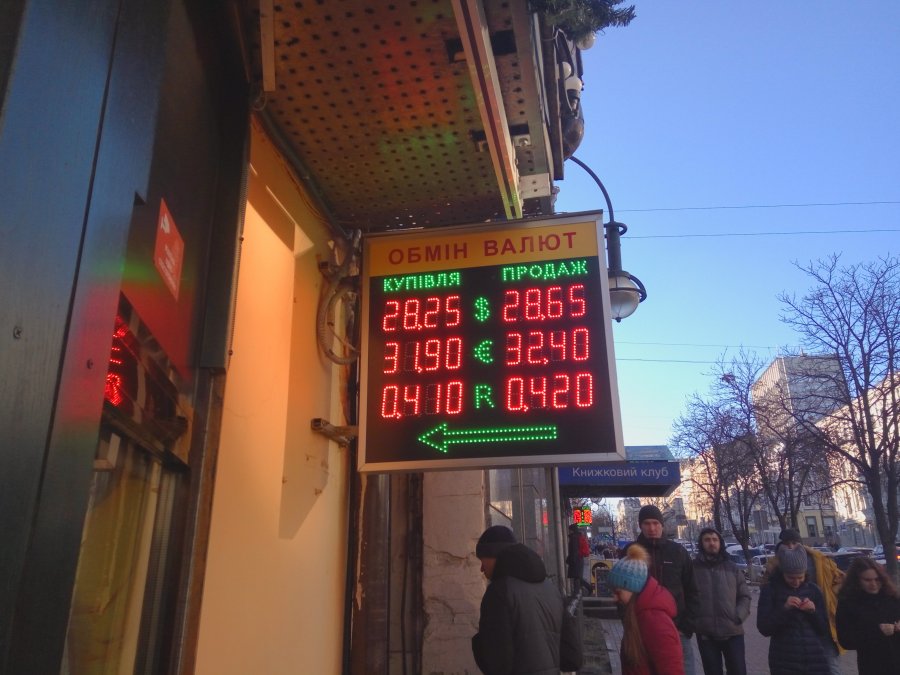 ОБМІН ВАЛЮТ
КУПІВЛЯ ПРОДАЖ
28,25 $ 28,65
31,90 € 32,40
0,410 R 0,420
Книжковий клуб